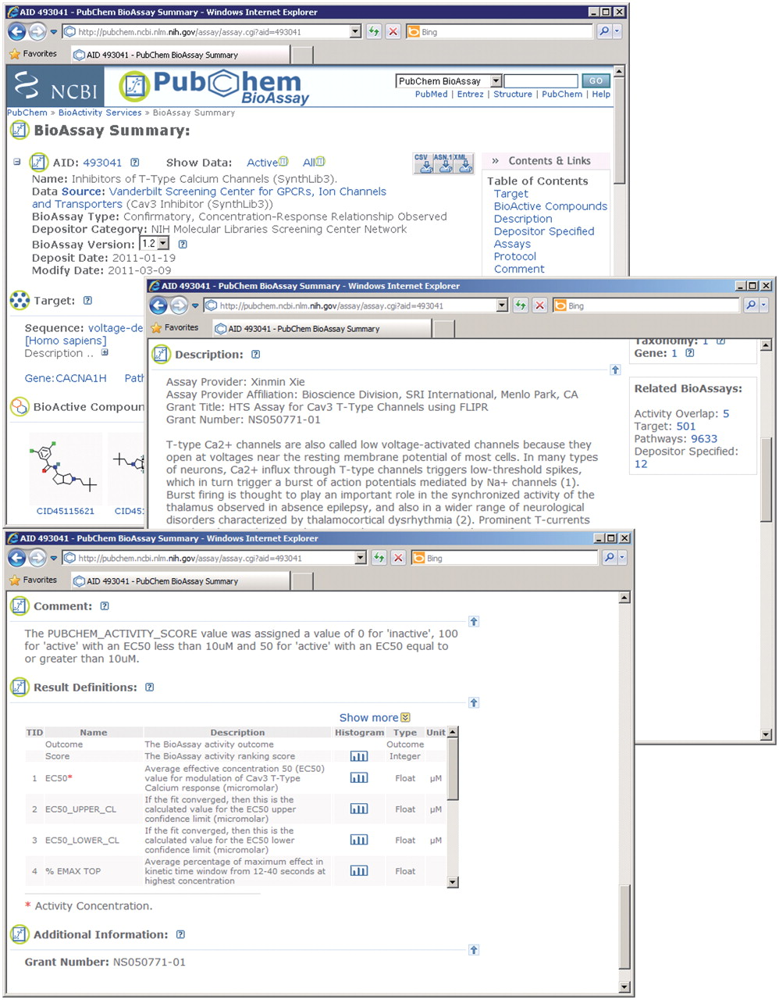 AID 493041 - PubChem BioAssay Summary - Windows Internet Explorer
http://pubchem.ncbi.nlm.nih.gov/assay/assay.cgi?aid=493041
Bing
Favorites
AID 493041 - PubChem BioAssay Summary
NCBI
PubChem
BioAssay
PubChem BioAssay
GO
PubMed | Entrez | Structure | PubChem | Help
PubChem » BioActivity Services » BioAssay Summary
BioAssay Summary:
AID: 493041 Show Data: Active All
CSV ASN.1 XML
Name: Inhibitors of T-Type Calcium Channels (SynthLib3).
Data Source: Vanderbilt Screening Center for GPCRs, Ion Channels
and Transporters (Cav3 Inhibitor (SynthLib3))
BioAssay Type: Confirmatory, Concentration-Response Relationship Observed
Depositor Category: NIH Molecular Libraries Screening Center Network
BioAssay Version: 1.2
Deposit Date: 2011-01-19
Modify Date: 2011-03-09
» Contents & Links
Table of Contents
Target
BioActive Compounds
Description
Depositor Specified
Assays
Protocol
Comment
Target:
Sequence: voltage-de
[Homo sapiens]
Description ..
Gene:CACNA1H Path
BioActive Compoun
CID45115621 CID451
AID 493041 - PubChem BioAssay Summary - Windows Internet Explorer
http://pubchem.ncbi.nlm.nih.gov/assay/assay.cgi?aid=493041
Bing
Favorites
AID 493041 - PubChem BioAssay Summary
Description:
Assay Provider: Xinmin Xie
Assay Provider Affiliation: Bioscience Division, SRI International, Menlo Park, CA
Grant Title: HTS Assay for Cav3 T-Type Channels using FLIPR
Grant Number: NS050771-01
T-type Ca2+ channels are also called low voltage-activated channels because they
open at voltages near the resting membrane potential of most cells. In many types
of neurons, Ca2+ influx through T-type channels triggers low-threshold spikes,
which in turn trigger a burst of action potentials mediated by Na+ channels (1).
Burst firing is thought to play an important role in the synchronized activity of the
thalamus observed in absence epilepsy, and also in a wider range of neurological
disorders characterized by thalamocortical dysrhythmia (2). Prominent T-currents
Taxonomy: 1
Gene: 1
Related BioAssays:
Activity Overlap: 5
Target: 501
Pathways: 9633
Depositor Specified:
12
AID 493041 - PubChem BioAssay Summary - Windows Internet Explorer
http://pubchem.ncbi.nlm.nih.gov/assay/assay.cgi?aid=493041
Bing
Favorites
AID 493041 - PubChem BioAssay Summary
Comment:
The PUBCHEM_ACTIVITY_SCORE value was assigned a value of 0 for 'inactive', 100
for 'active' with an EC50 less than 10uM and 50 for 'active' with an EC50 equal to
or greater than 10uM.
Result Definitions:
Show more
TID Name Description Histogram Type Unit
Outcome The BioAssay activity outcome Outcome
Score The BioAssay activity ranking score Integer
Average effective concentration 50 (EC50)
1 EC50* value for modulation of Cav3 T-Type Float µM
Calcium response (micromolar)
If the fit converged, then this is the
2 EC50_UPPER_CL calculated value for the EC50 upper Float µM
confidence limit (micromolar)
If the fit converged, then this is the
3 EC50_LOWER_CL calculated value for the EC50 lower Float µM
confidence limit (micromolar)
Average percentage of maximum effect in
4 % EMAX TOP kinetic time window from 12-40 seconds at Float
highest concentration
* Activity Concentration.
Additional Information:
Grant Number: NS050771-01